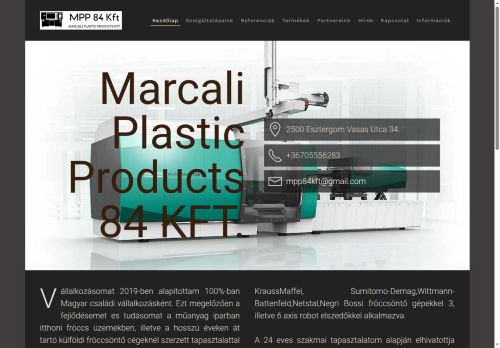 MPP 84 Kft
MARCALI PLASTIC PRODUCTS KFT.
Kezdőlap Szolgáltatásaink Referenciák Termékek Partnereink Hírek Kapcsolat Információk
Marcali
Plastic
Products
84 KFT.
2500 Esztergom Vasas Utca 34.
+36705556283
mpp84kft@gmail.com
Vállalkozásomat 2019-ben alapítottam 100%-ban
Magyar családi vállalkozásként. Ezt megelőzően a
fejlődésemet es tudásomat a műanyag iparban
itthoni fröccs üzemekben, illetve a hosszú éveken át
tartó külföldi fröccsöntő cégeknél szerzett tapasztalattal
KraussMaffei, Sumitomo-Demag,Wittmann-
Battenfeld,Netstal,Negri Bossi fröccsöntő gépekkel 3,
illetve 6 axis robot elszedőkkel alkalmazva.
A 24 eves szakmai tapasztalatom alapján elhivatottja